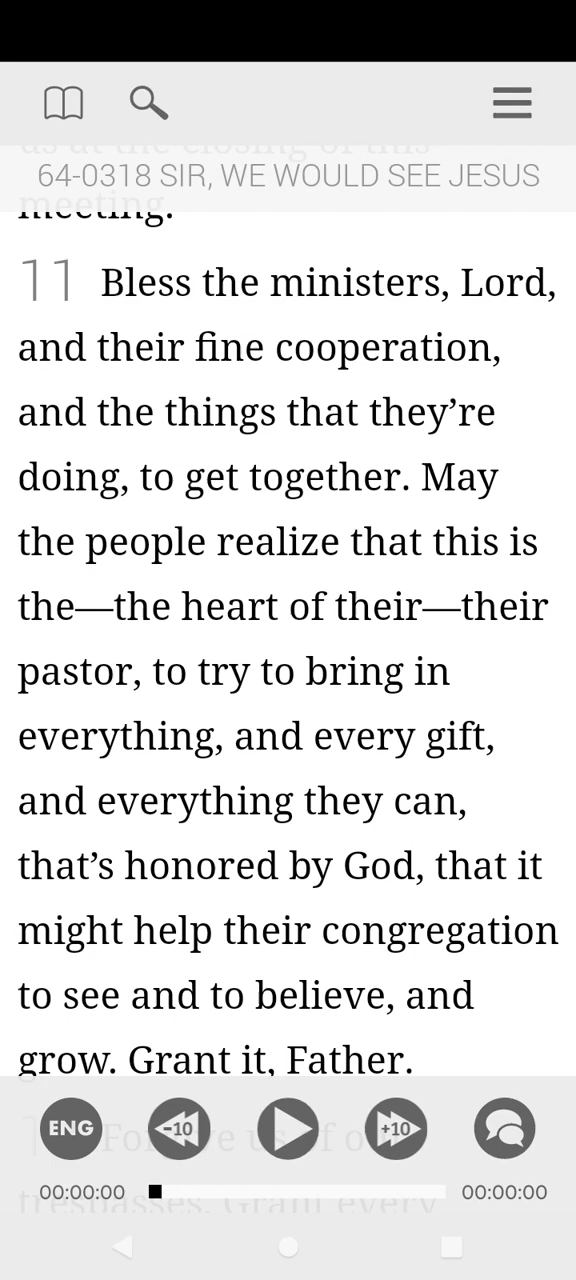 64-0318 SIR, WE WOULD SEE JESUS
meeting.
11 Bless the ministers, Lord,
and their fine cooperation,
and the things that they’re
doing, to get together. May
the people realize that this is
the—the heart of their—their
pastor, to try to bring in
everything, and every gift,
and everything they can,
that’s honored by God, that it
might help their congregation
to see and to believe, and
grow. Grant it, Father.
ENG -10 +10
00:00:00 00:00:00
trespasses. Grant every